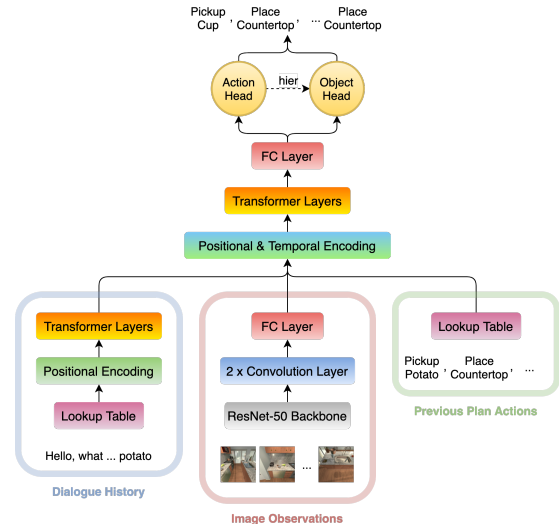 Pickup Cup , Place Countertop , ... Place Countertop
Action Head
hier
Object Head
FC Layer
Transformer Layers
Positional & Temporal Encoding
Transformer Layers
Positional Encoding
Lookup Table
Hello, what ... potato
Dialogue History
FC Layer
2 x Convolution Layer
ResNet-50 Backbone
...
Image Observations
Lookup Table
Pickup Potato , Place Countertop , ...
Previous Plan Actions